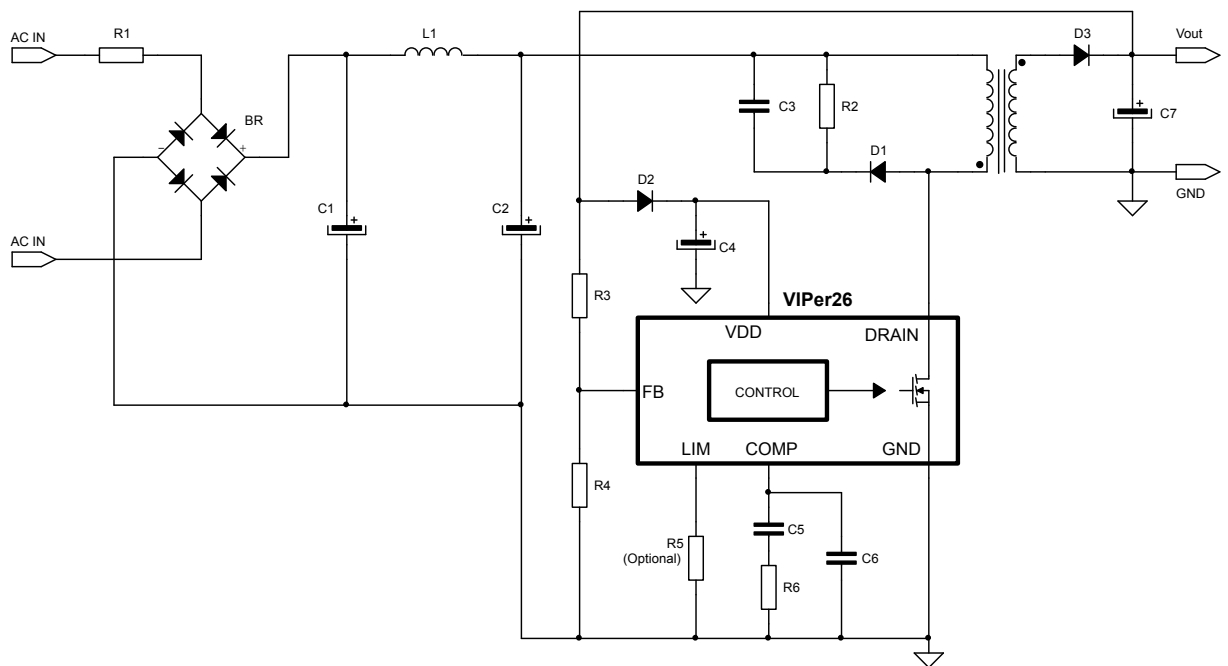 AC IN
R1
L1
D3
Vout
BR
C3
R2
C7
D1
GND
D2
AC IN
C1
C2
C4
R3
VIPer26
VDD
DRAIN
FB
CONTROL
LIM
COMP
GND
R4
C5
R5
(Optional)
C6
R6